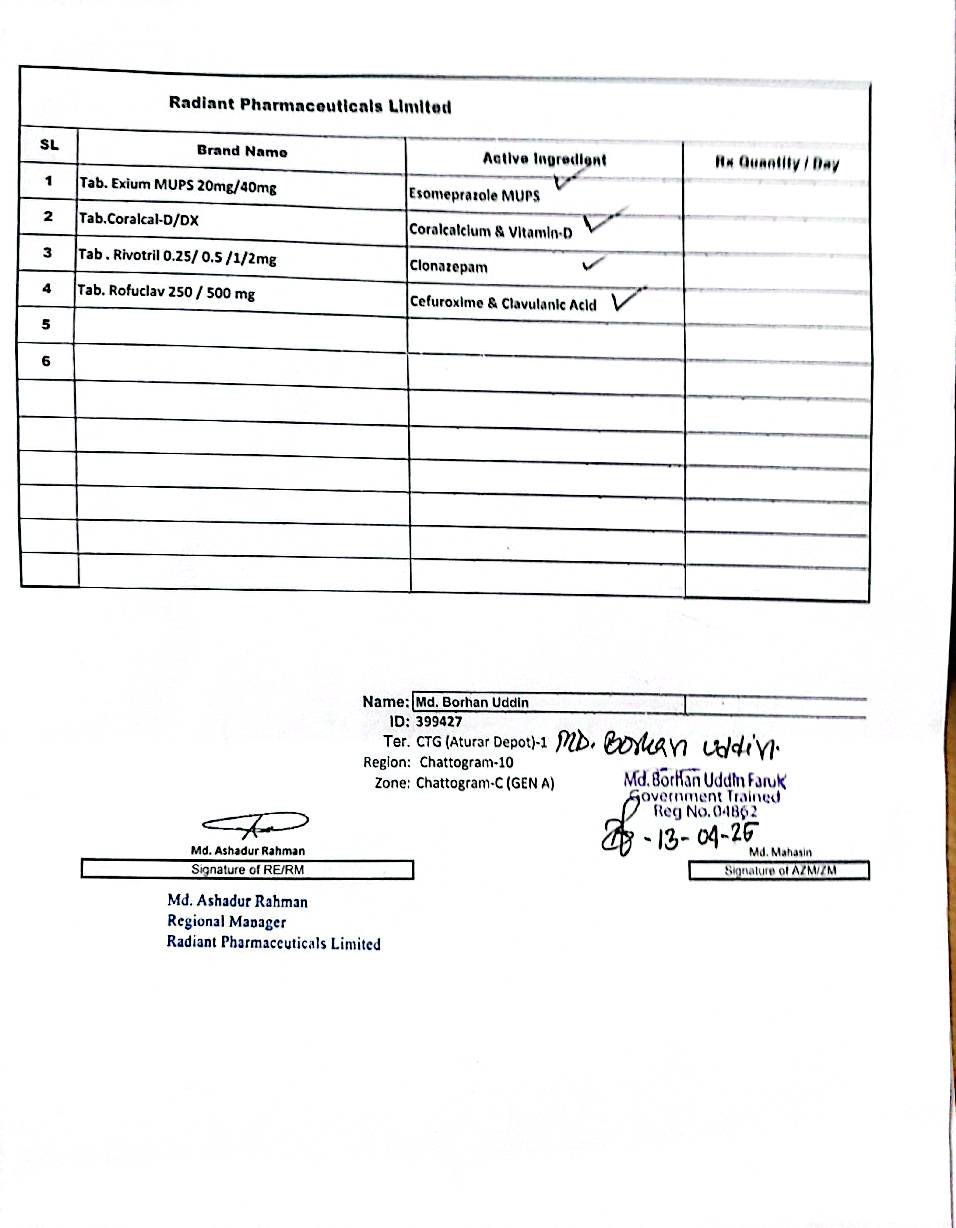 Radiant Pharmaceuticals Limited
SL Brand Name Active Ingredient Rx Quantity / Day
1 Tab. Exium MUPS 20mg/40mg Esomeprazole MUPS
2 Tab.Coralcal-D/DX Coralcalcium & Vitamin-D
3 Tab . Rivotril 0.25/ 0.5 /1/2mg Clonazepam
4 Tab. Rofuclav 250 / 500 mg Cefuroxime & Clavulanic Acid
5
6
Name: Md. Borhan Uddin
ID: 399427
Ter. CTG (Aturar Depot)-1 MD. Borhan uddin.
Region: Chattogram-10
Zone: Chattogram-C (GEN A)
Md. Borhan Uddin Faruk
Government Trained
Reg No. 04862
13-04-25
Md. Ashadur Rahman Md. Mahasin
Signature of RE/RM Signature of AZM/ZM
Md. Ashadur Rahman
Regional Manager
Radiant Pharmaceuticals Limited